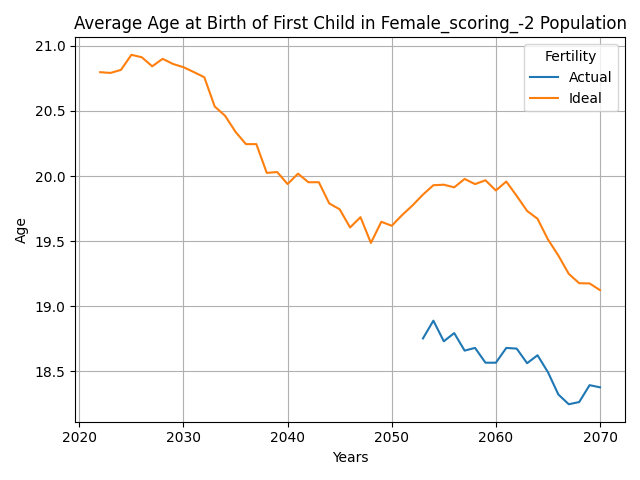 Average Age at Birth of First Child in Female_scoring_-2 Population
Fertility
Actual
Ideal
Age
21.0
20.5
20.0
19.5
19.0
18.5
2020
2030
2040
2050
2060
2070
Years